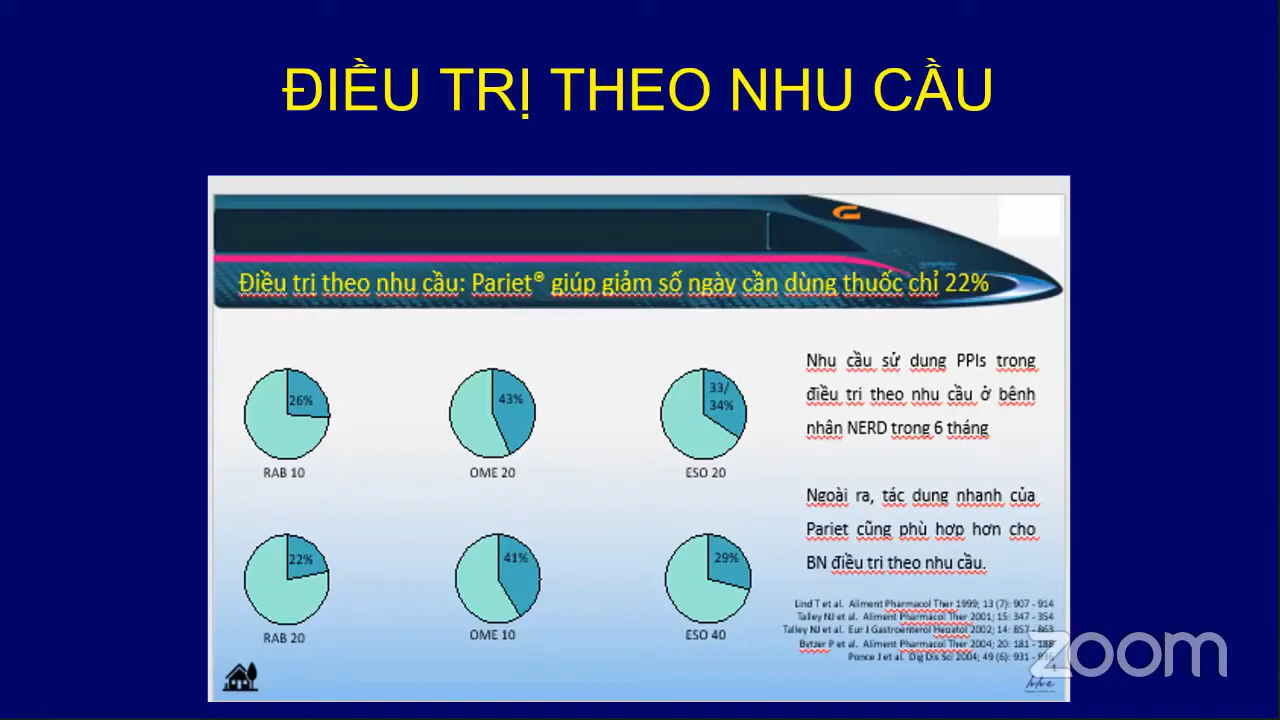 ĐIỀU TRỊ THEO NHU CẦU
Điều trị theo nhu cầu: Pariet® giúp giảm số ngày cần dùng thuốc chỉ 22%
26%
RAB 10
43%
OME 20
33/
34%
ESO 20
22%
RAB 20
41%
OME 10
29%
ESO 40
Nhu cầu sử dung PPIs trong
điều trị theo nhu cầu ở bênh
nhân NERD trong 6 tháng
Ngoài ra, tác dung nhanh của
Pariet cũng phù hợp hơn cho
BN điều trị theo nhu cầu.
Lind T et al. Aliment Pharmacol Ther 1999; 13 (7): 907 - 914
Talley NJ et al. Aliment Pharmacol Ther 2001; 15: 347 - 354
Talley NJ et al. Eur J Gastroenterol Hepatol 2002; 14: 857 - 863
Bytzer P et al. Aliment Pharmacol Ther 2004; 20: 181 - 188
Ponce J et al. Dig Dis Sci 2004; 49 (6): 931 - 936
zoom